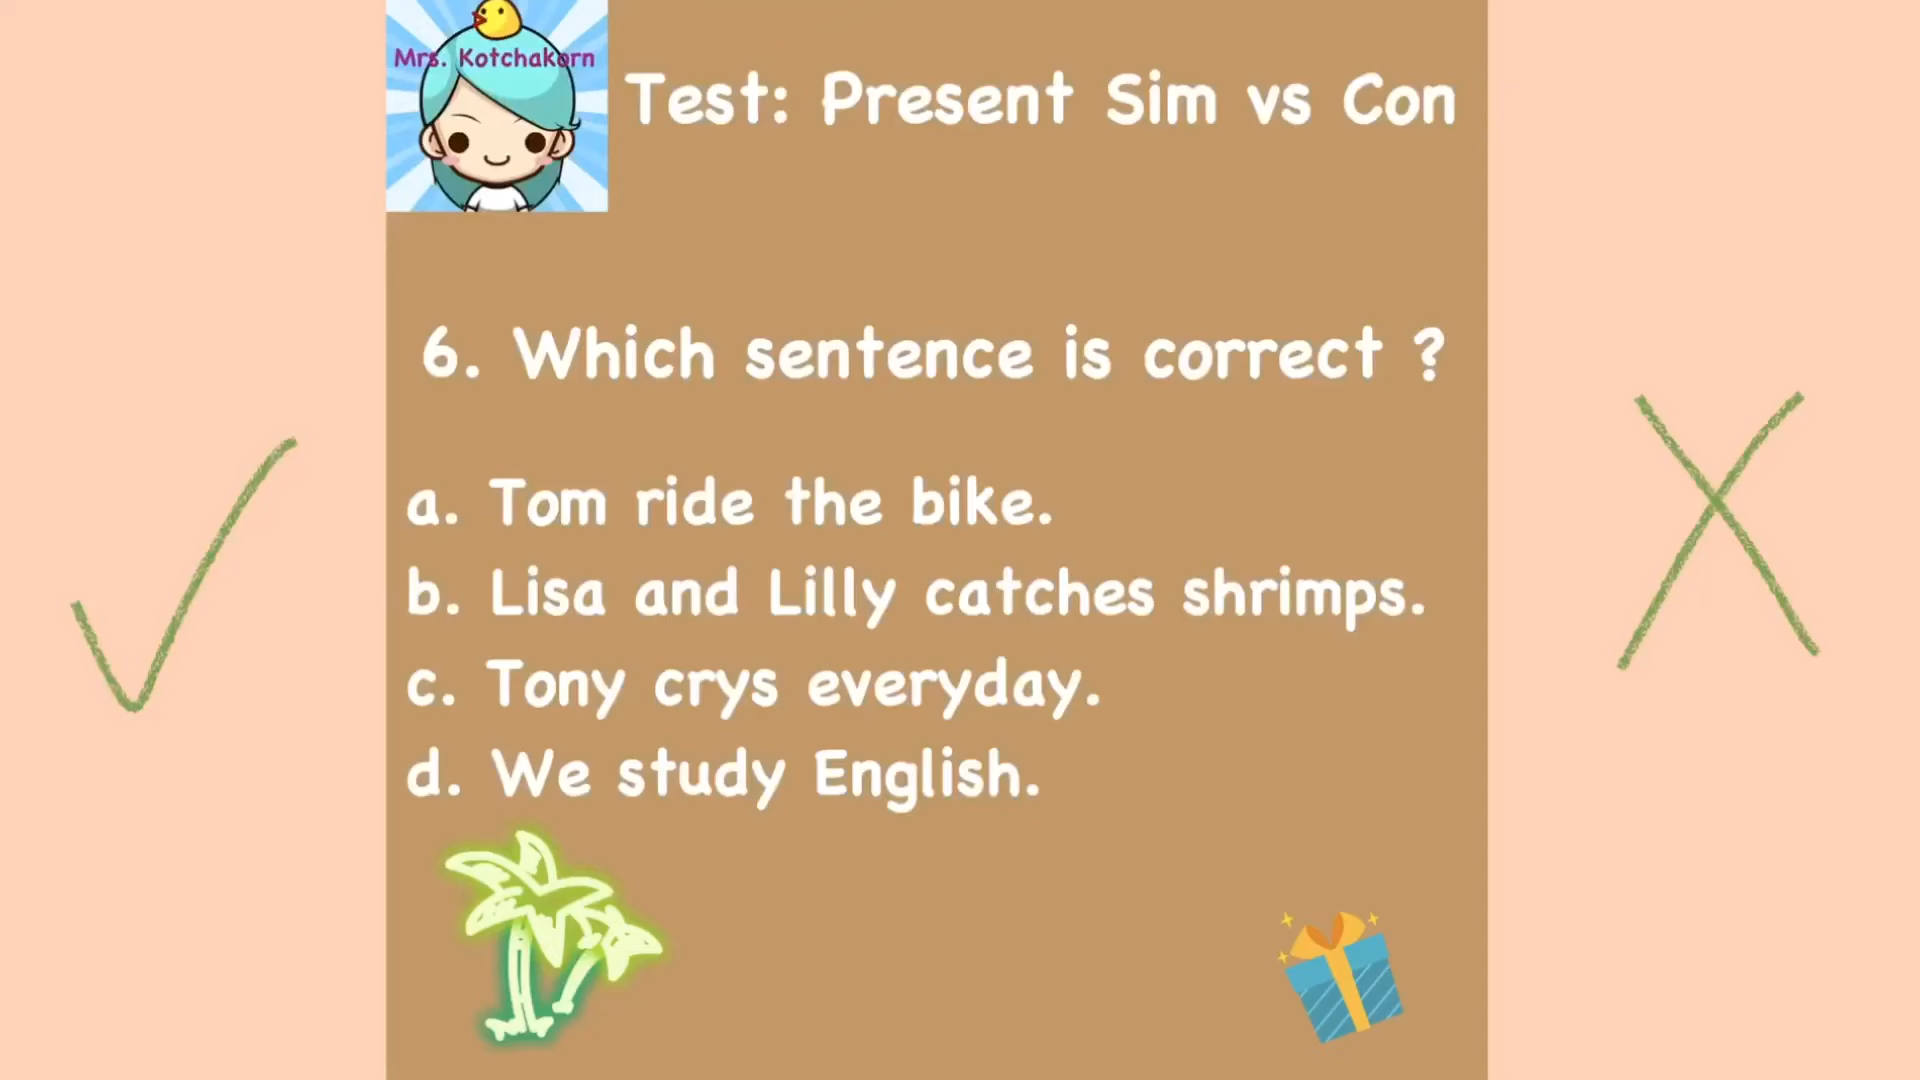 Mrs. Kotchakorn
Test: Present Sim vs Con
6. Which sentence is correct ?
a. Tom ride the bike.
b. Lisa and Lilly catches shrimps.
c. Tony crys everyday.
d. We study English.